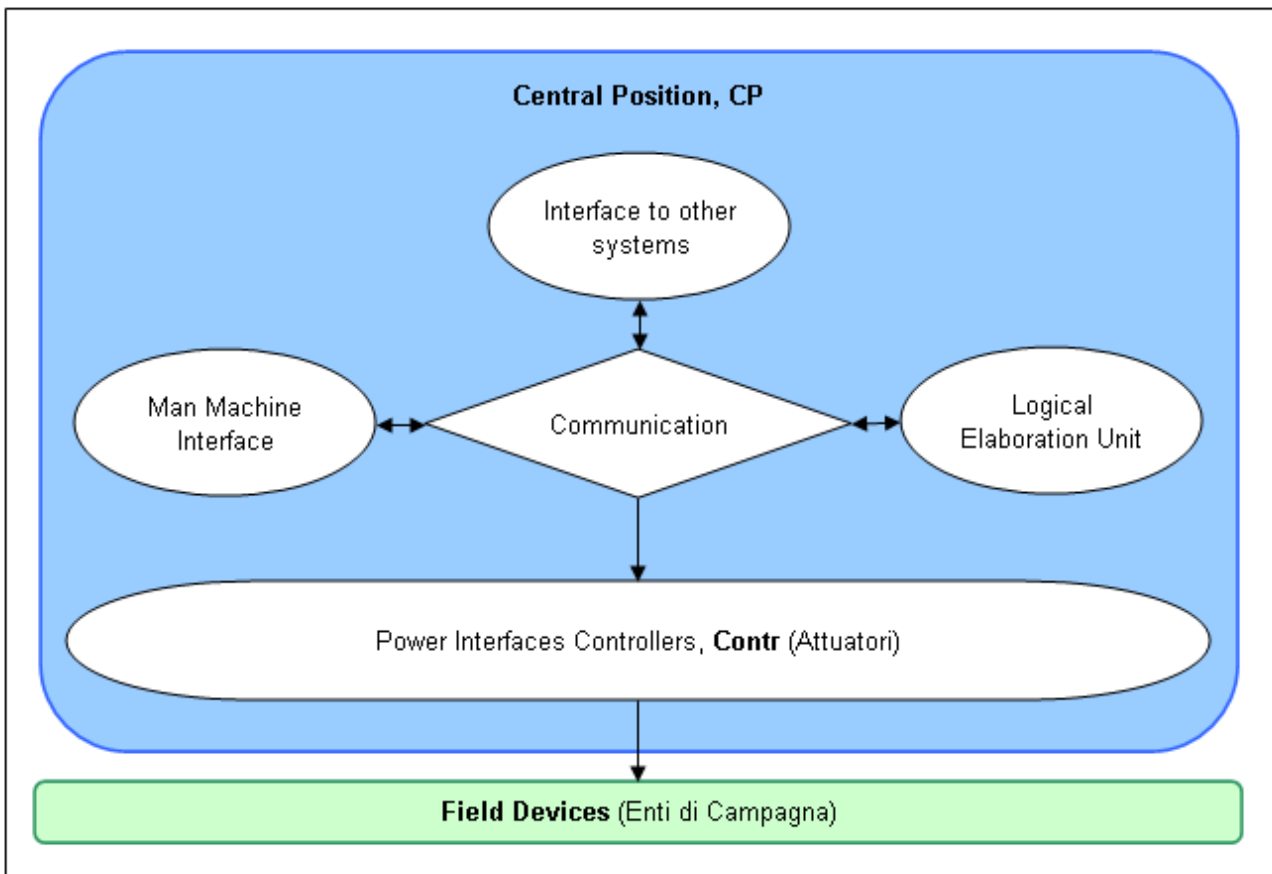 Central Position, CP
Interface to other
systems
Man Machine
Interface
Communication
Logical
Elaboration Unit
Power Interfaces Controllers, Contr (Attuatori)
Field Devices (Enti di Campagna)